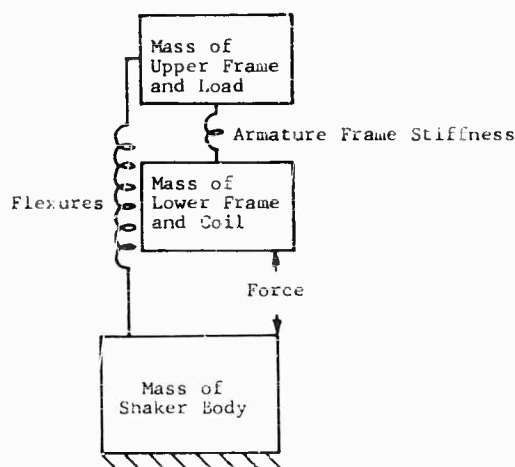 Mass of
Upper Frame
and Load
Armature Frame Stiffness
Mass of
Lower Frame
and Coil
Flexures
Force
Mass of
Shaker Body